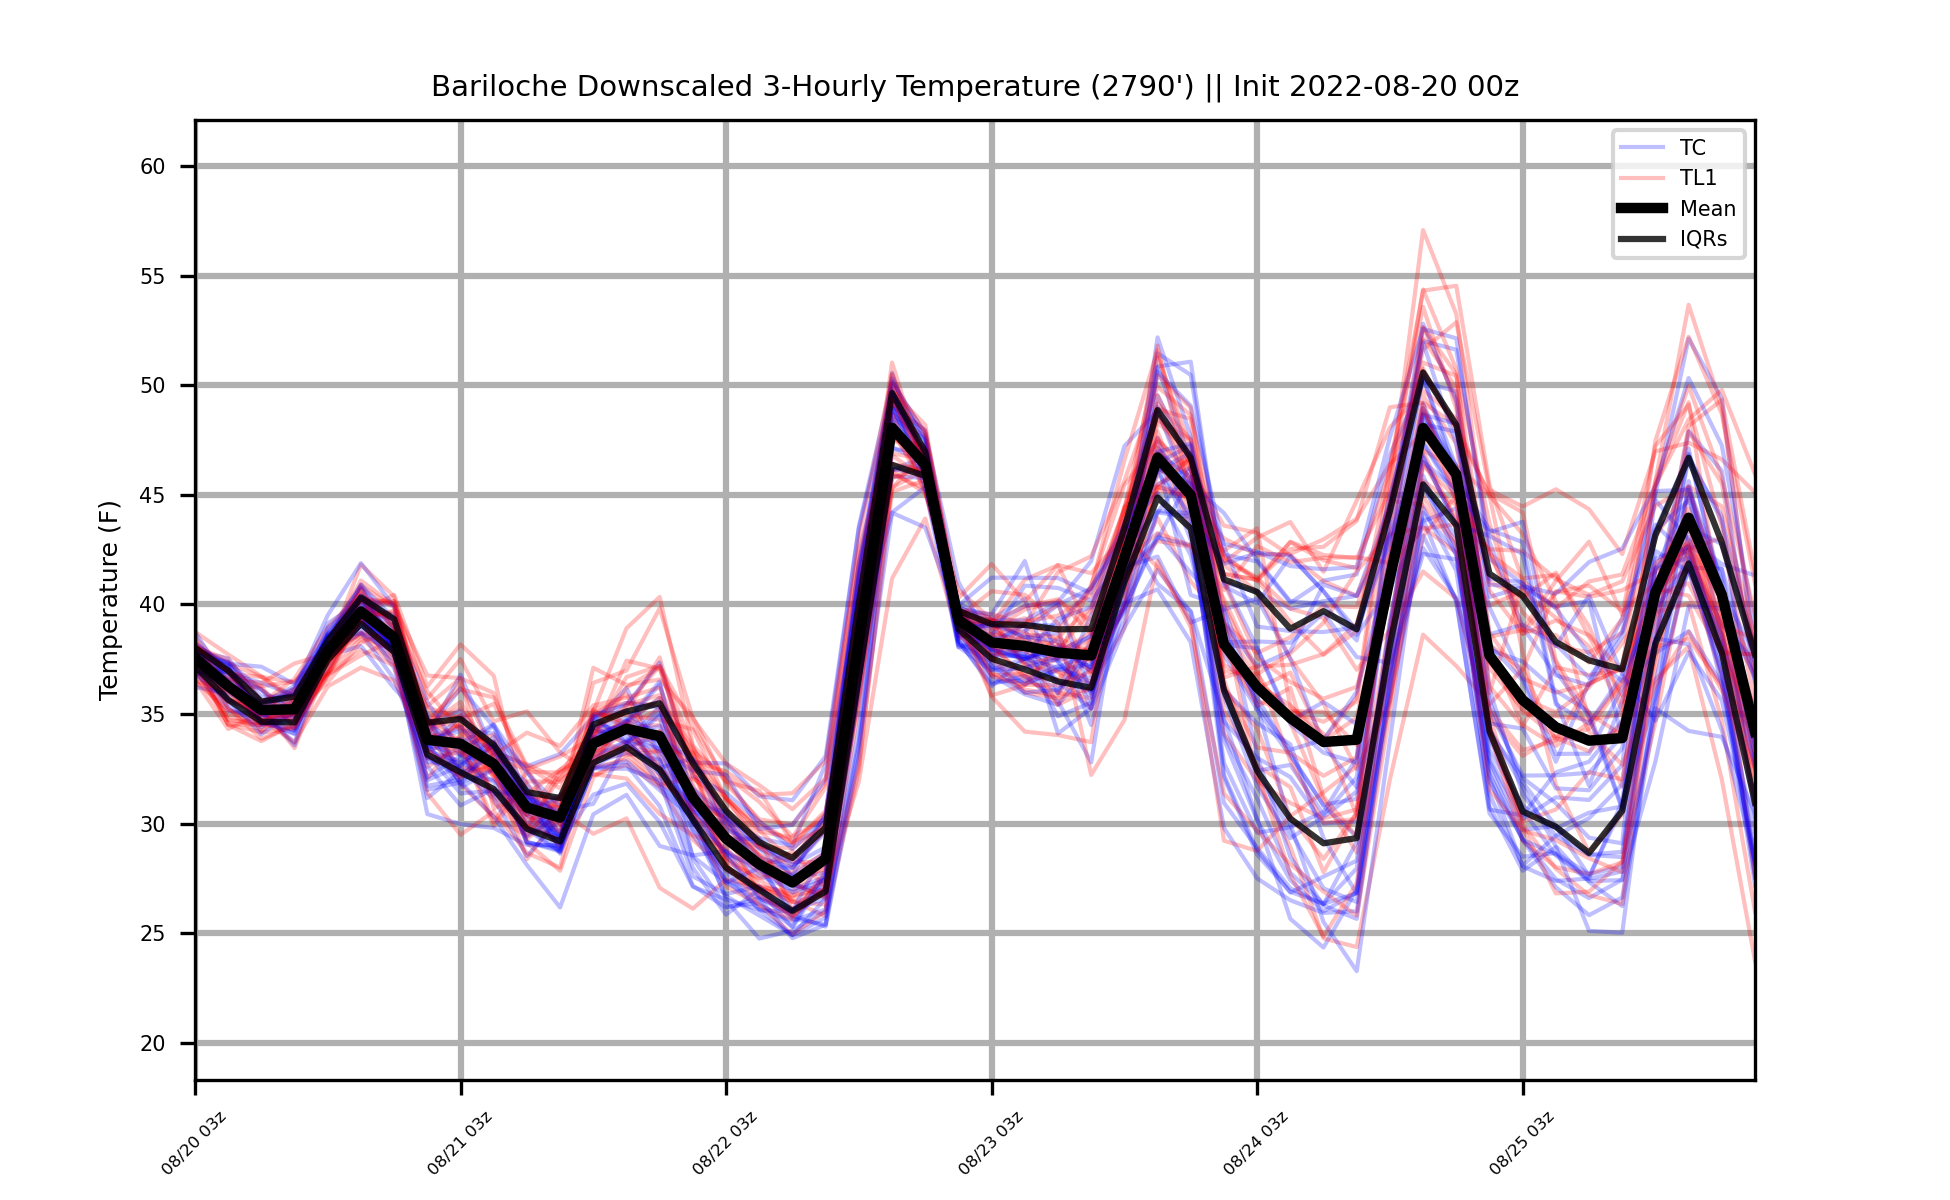 Bariloche Downscaled 3-Hourly Temperature (2790') || Init 2022-08-20 00z
TC
TL1
Mean
IQRs
Temperature (F)
60
55
50
45
40
35
30
25
20
08/20 03z
08/21 03z
08/22 03z
08/23 03z
08/24 03z
08/25 03z